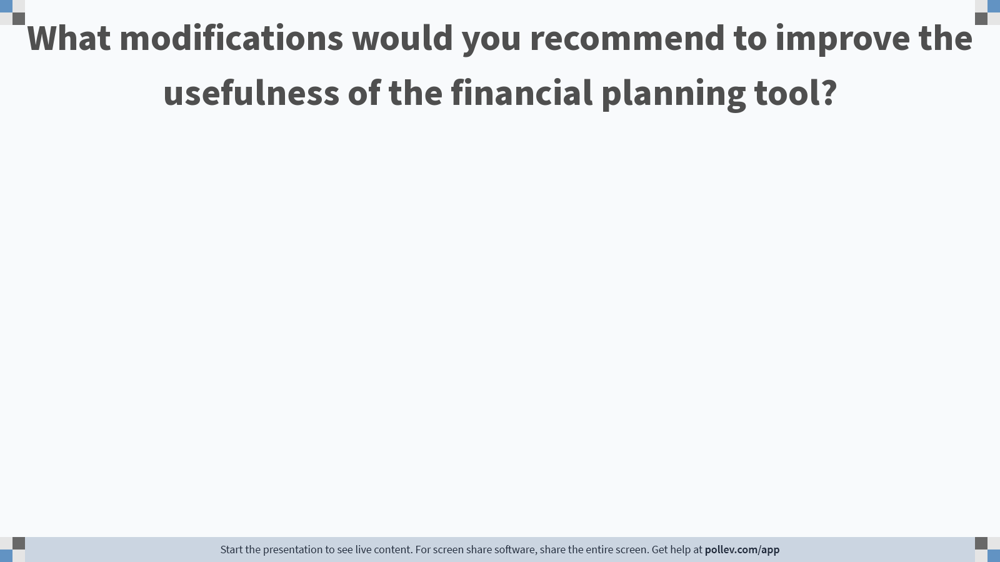 What modifications would you recommend to improve the
usefulness of the financial planning tool?
Start the presentation to see live content. For screen share software, share the entire screen. Get help at pollev.com/app